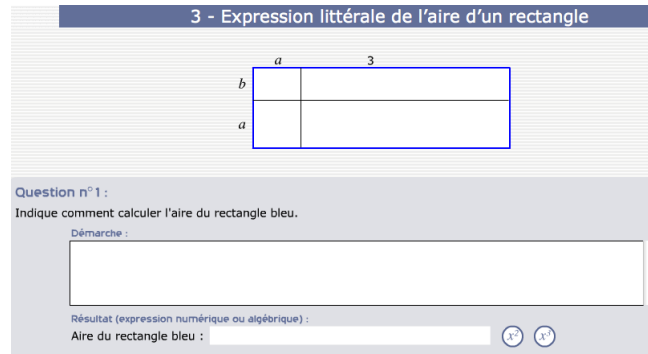 3 - Expression littérale de l'aire d'un rectangle
a 3
b
a
Question n°1 :
Indique comment calculer l'aire du rectangle bleu.
Démarche :
Résultat (expression numérique ou algébrique) :
Aire du rectangle bleu : x² x³